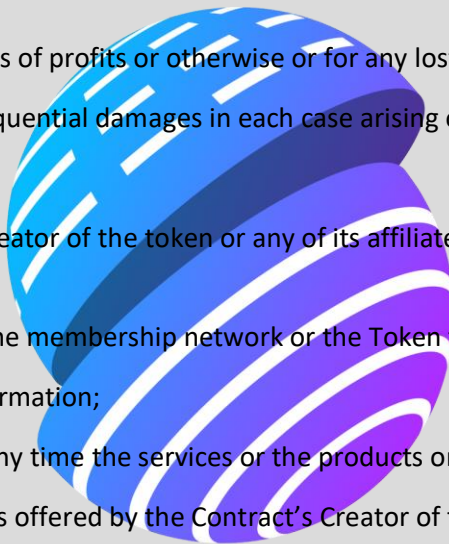 s of profits or otherwise or for any lost
quential damages in each case arising
eator of the token or any of its affiliate
ne membership network or the Token
rmation;
ny time the services or the products or
s offered by the Contract’s Creator of